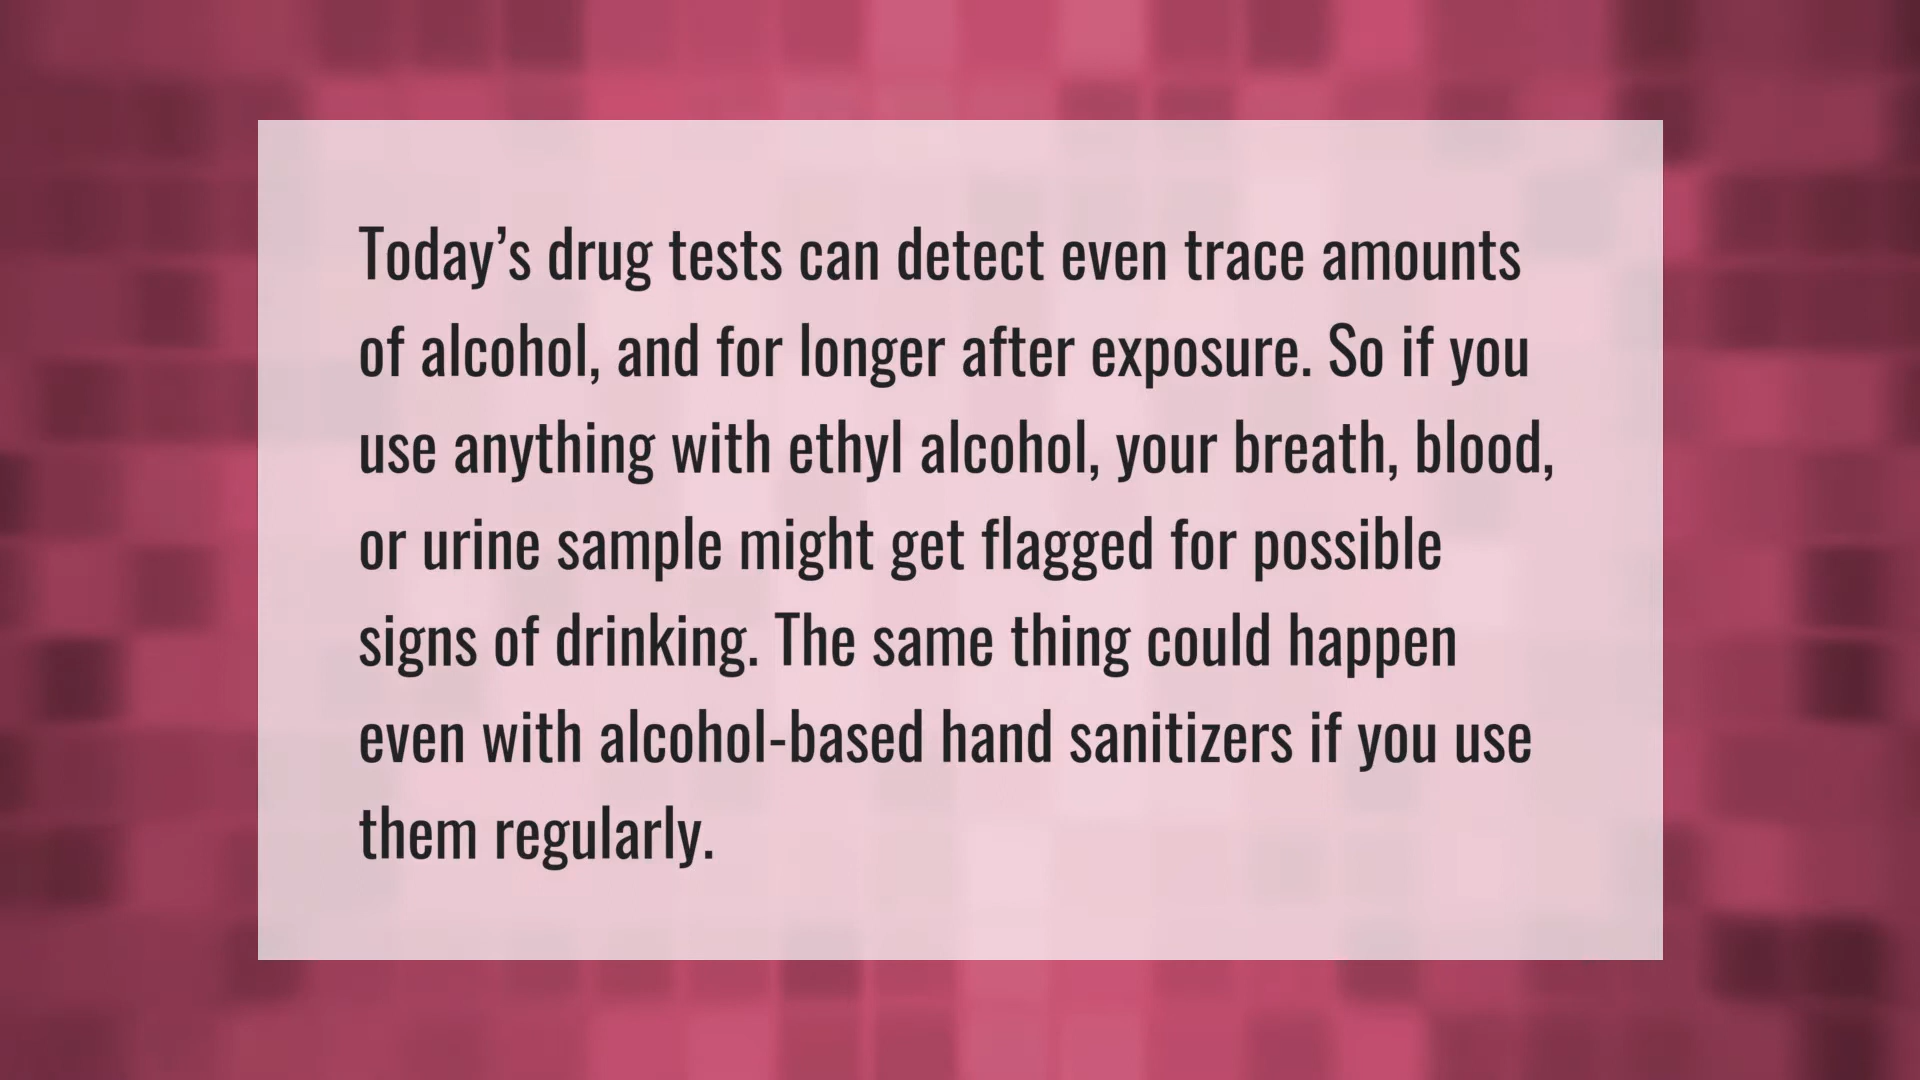 Today’s drug tests can detect even trace amounts
of alcohol, and for longer after exposure. So if you
use anything with ethyl alcohol, your breath, blood,
or urine sample might get flagged for possible
signs of drinking. The same thing could happen
even with alcohol-based hand sanitizers if you use
them regularly.